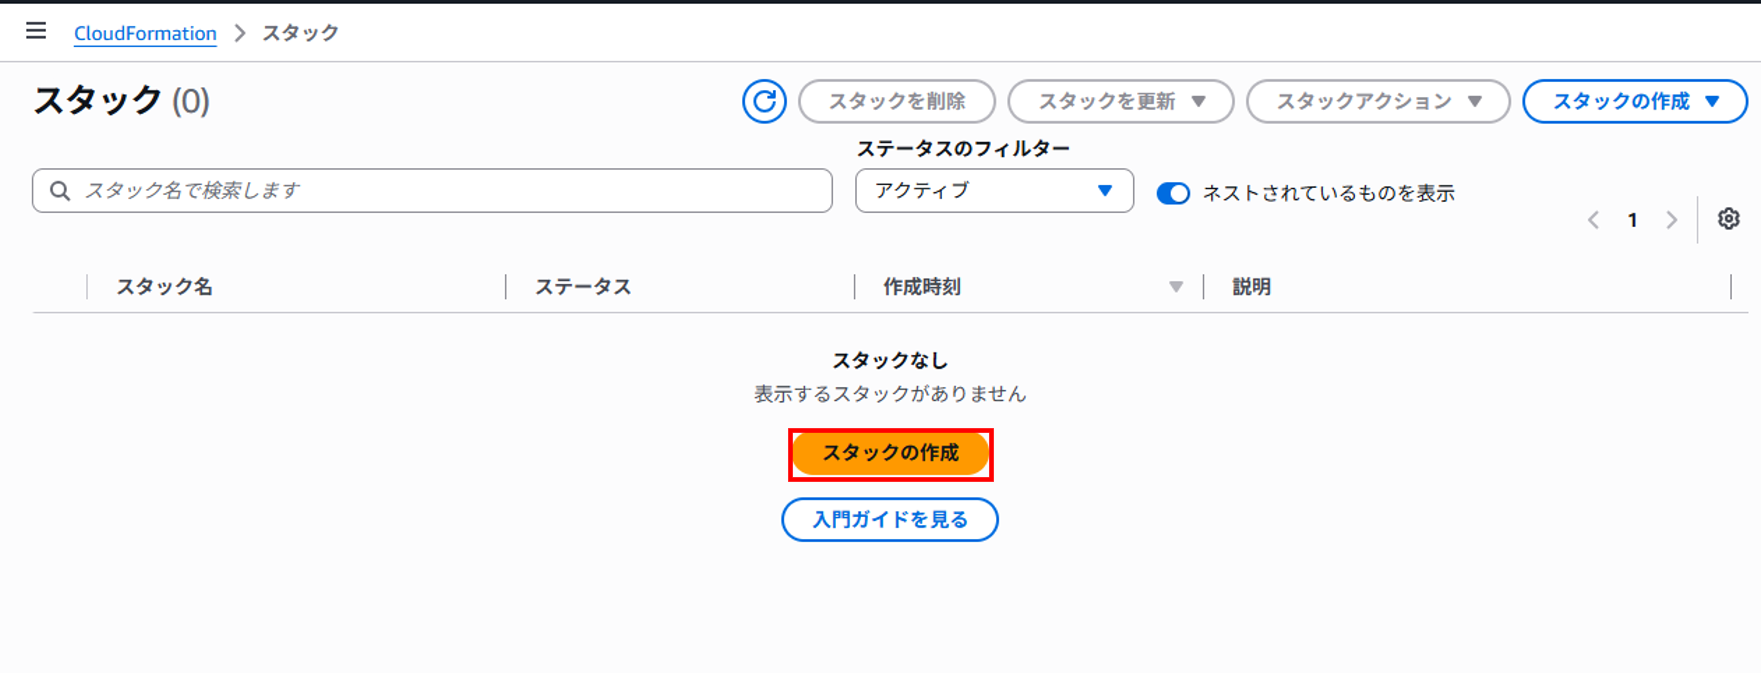 CloudFormation > スタック
スタック (0)
スタックを削除
スタックを更新
スタックアクション
スタックの作成
ステータスのフィルター
スタック名で検索します
アクティブ
ネストされているものを表示
1
スタック名
ステータス
作成時刻
説明
スタックなし
表示するスタックがありません
スタックの作成
入門ガイドを見る